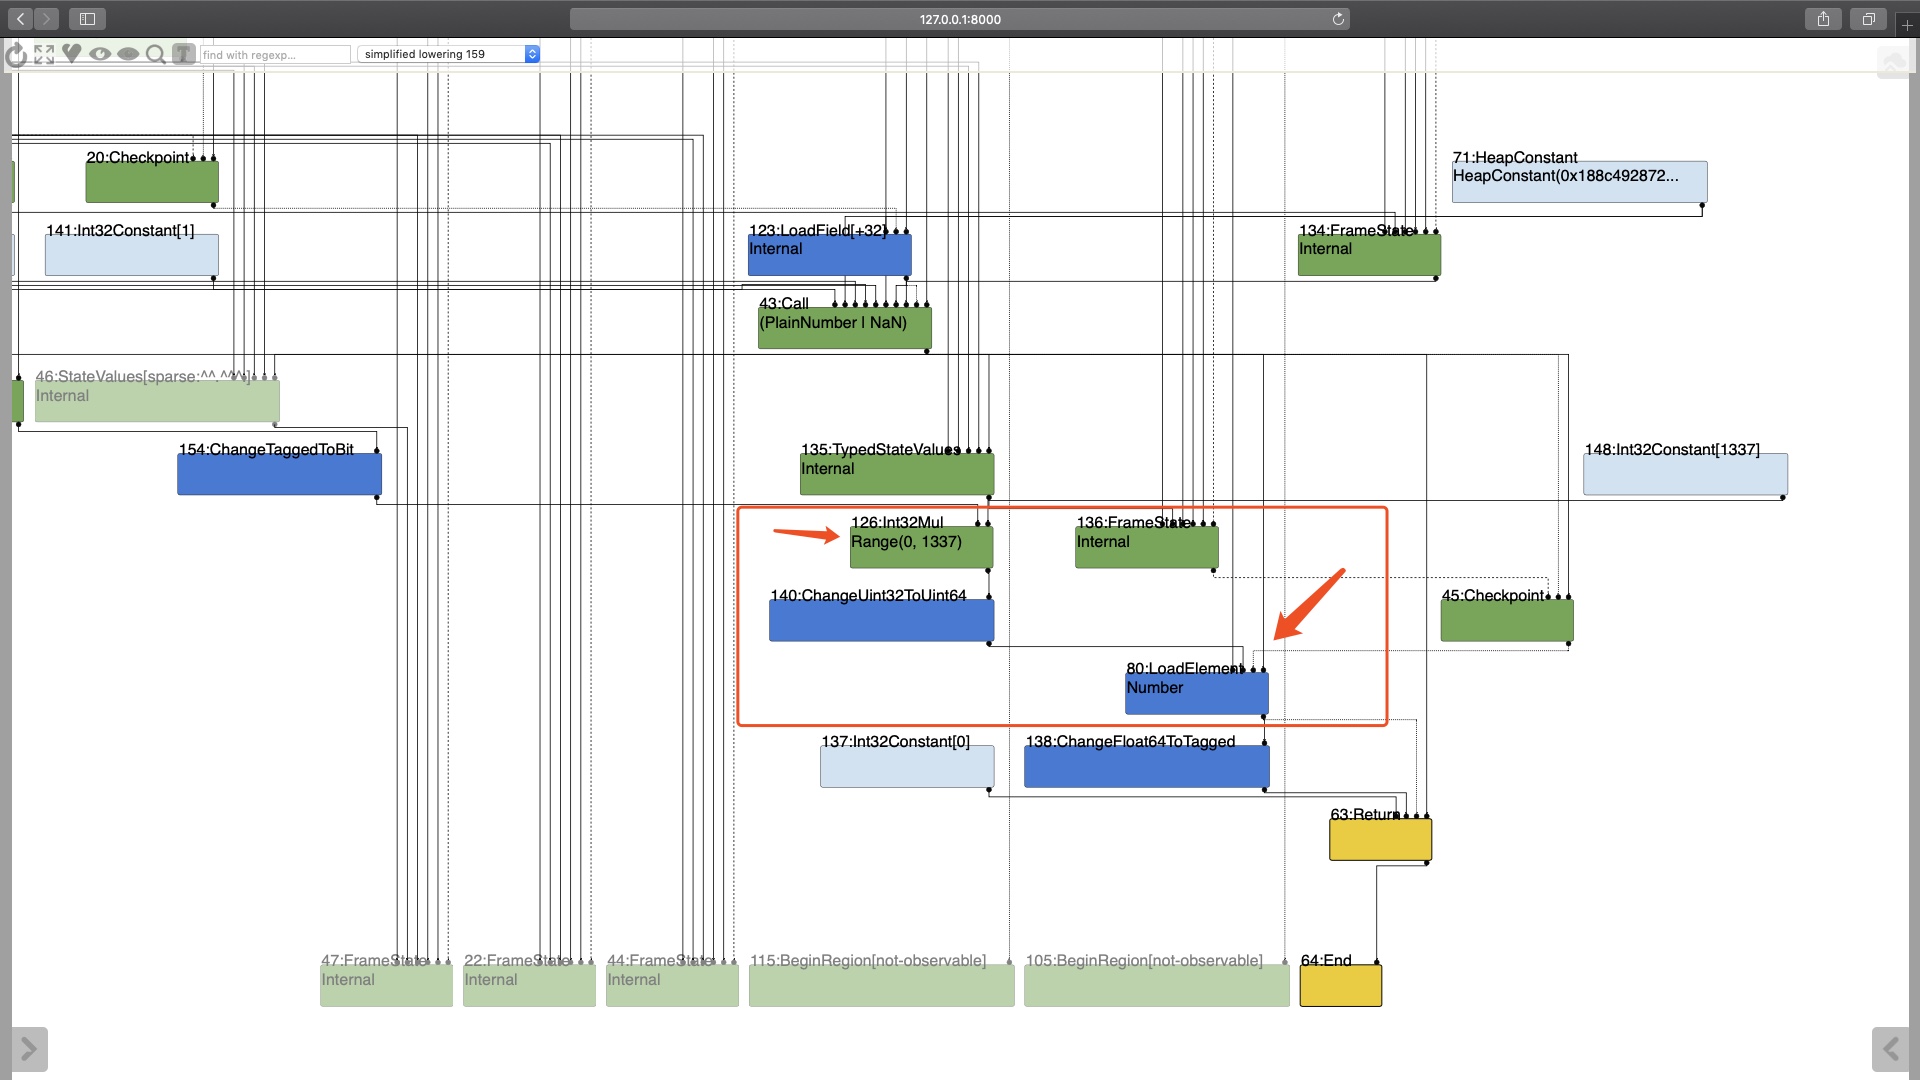 127.0.0.1:8000
T
find with regexp...
simplified lowering 159
20:Checkpoint
71:HeapConstant
HeapConstant(0x188c492872...
141:Int32Constant[1]
123:LoadField[+32]
Internal
134:FrameState
Internal
43:Call
(PlainNumber | NaN)
46:StateValues[sparse:^^.^^^]
Internal
154:ChangeTaggedToBit
135:TypedStateValues
Internal
148:Int32Constant[1337]
126:Int32Mul
Range(0, 1337)
136:FrameState
Internal
140:ChangeUint32ToUint64
45:Checkpoint
80:LoadElement
Number
137:Int32Constant[0]
138:ChangeFloat64ToTagged
63:Return
47:FrameState
Internal
22:FrameState
Internal
44:FrameState
Internal
115:BeginRegion[not-observable]
105:BeginRegion[not-observable]
64:End